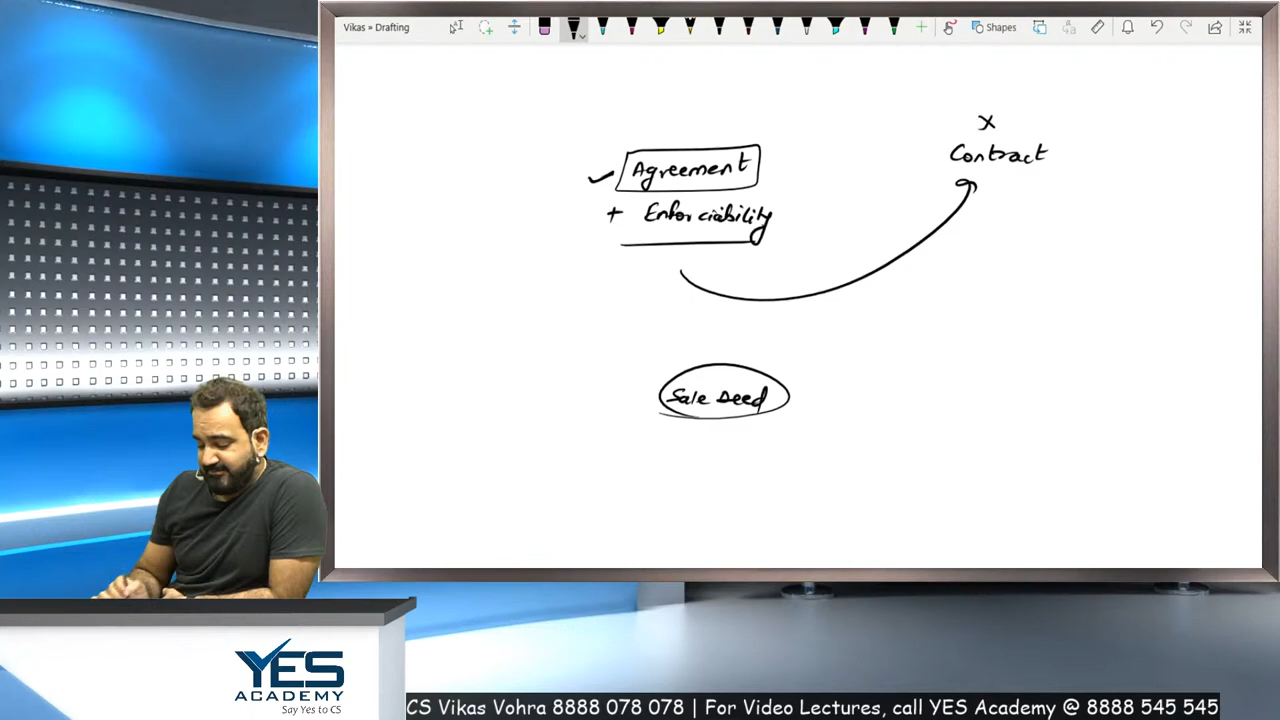 Vikas » Drafting
Shapes
x
Contract
Agreement
+ Enforciability
Sale Deed
YES
ACADEMY
Say Yes to CS
CS Vikas Vohra 8888 078 078 | For Video Lectures, call YES Academy @ 8888 545 545